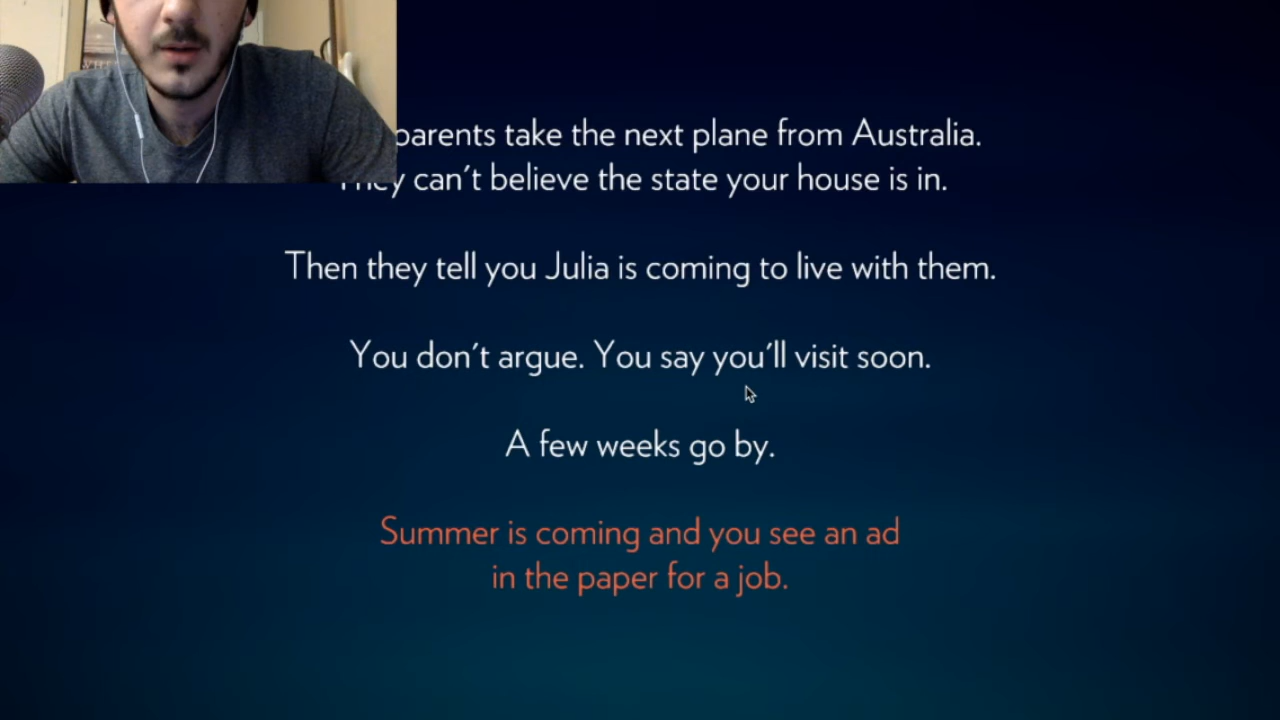 parents take the next plane from Australia.
They can't believe the state your house is in.
Then they tell you Julia is coming to live with them.
You don't argue. You say you'll visit soon.
A few weeks go by.
Summer is coming and you see an ad
in the paper for a job.